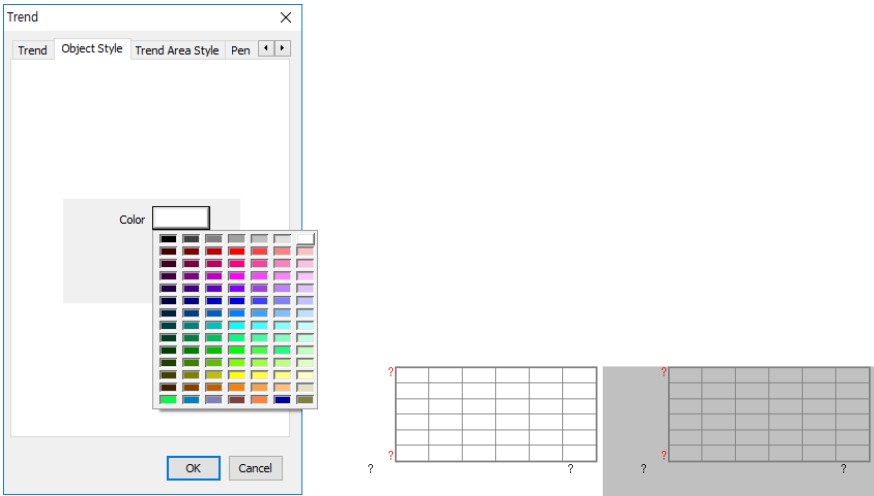 Trend
Trend Object Style Trend Area Style Pen
Color
OK Cancel
? ?
? ?
? ? ? ?